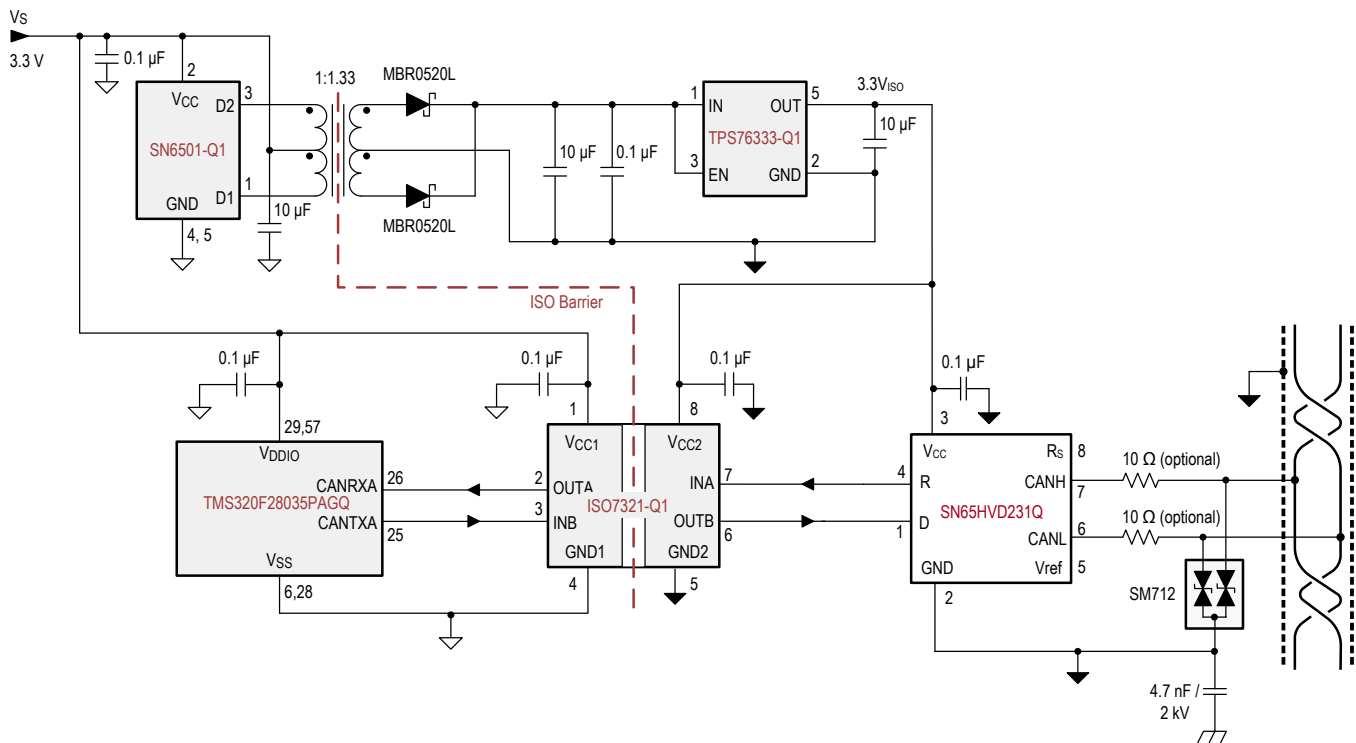 VS
3.3 V
0.1 µF
2
VCC
D2
3
SN6501-Q1
D1
1
GND
4, 5
10 µF
1:1.33
MBR0520L
MBR0520L
10 µF
0.1 µF
1
IN
OUT
5
TPS76333-Q1
3
EN
GND
2
3.3VISO
10 µF
ISO Barrier
0.1 µF
0.1 µF
0.1 µF
0.1 µF
29,57
VDDIO
TMS320F28035PAGQ
CANRXA
26
CANTXA
25
VSS
6,28
1
8
VCC1
VCC2
2
OUTA
INA
7
ISO7321-Q1
3
INB
OUTB
6
GND1
GND2
4
5
3
VCC
RS
8
4
R
CANH
7
SN65HVD231Q
1
D
CANL
6
GND
Vref
5
2
10 Ω (optional)
10 Ω (optional)
SM712
4.7 nF /
2 kV